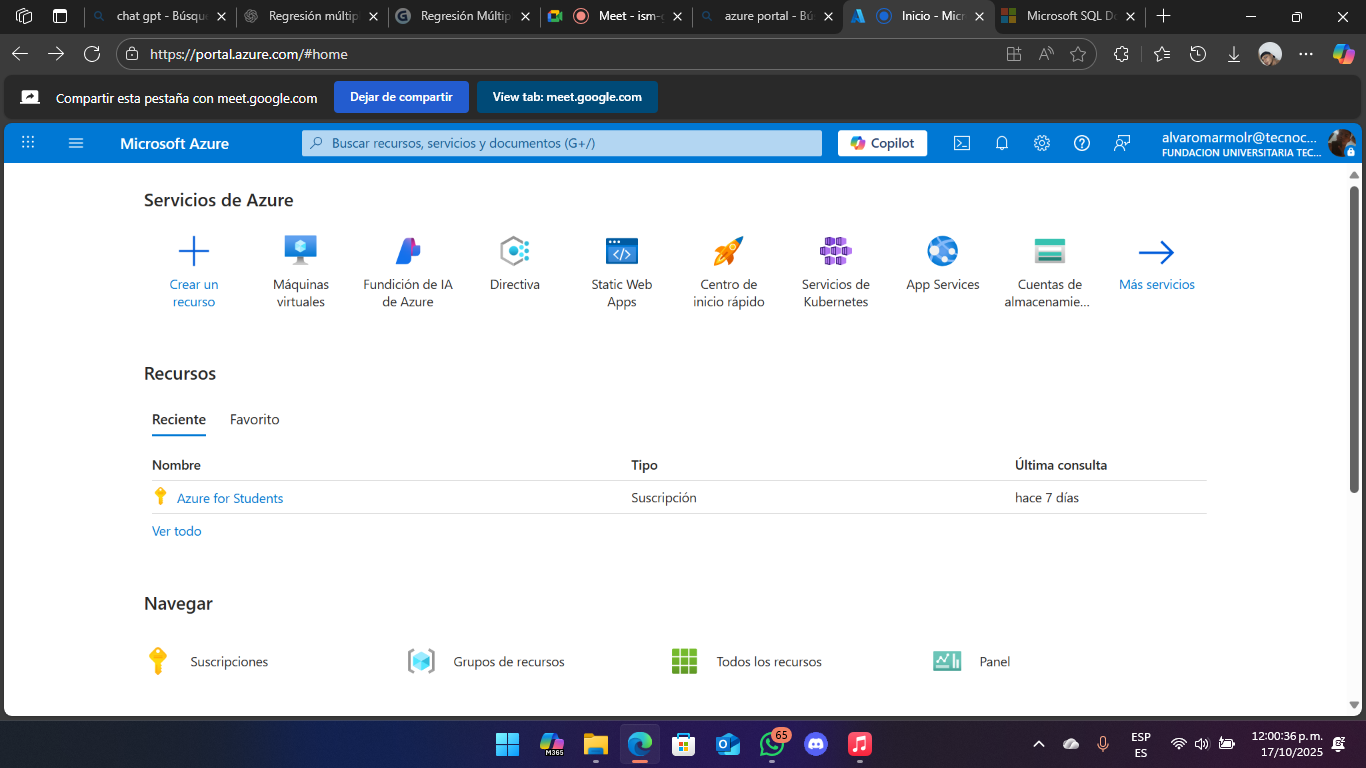 chat gpt - Búsqu
Regresión múltip
Regresión Múltip
Meet - ism-
azure portal - Bú
Inicio - Micr
Microsoft SQL Do
https://portal.azure.com/#home
Compartir esta pestaña con meet.google.com
Dejar de compartir
View tab: meet.google.com
Microsoft Azure
Buscar recursos, servicios y documentos (G+/)
Copilot
alvaromarmolr@tecnoc...
FUNDACION UNIVERSITARIA TEC...
Servicios de Azure
Crear un
recurso
Máquinas
virtuales
Fundición de IA
de Azure
Directiva
Static Web
Apps
Centro de
inicio rápido
Servicios de
Kubernetes
App Services
Cuentas de
almacenamie...
Más servicios
Recursos
Reciente Favorito
Nombre Tipo Última consulta
Azure for Students Suscripción hace 7 días
Ver todo
Navegar
Suscripciones Grupos de recursos Todos los recursos Panel
M365
65
ESP
ES
12:00:36 p. m.
17/10/2025